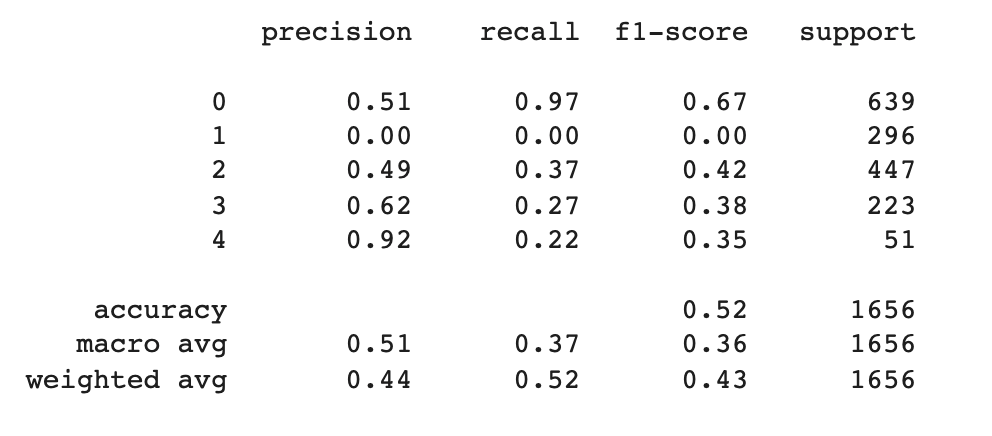 precision recall f1-score support
0 0.51 0.97 0.67 639
1 0.00 0.00 0.00 296
2 0.49 0.37 0.42 447
3 0.62 0.27 0.38 223
4 0.92 0.22 0.35 51
accuracy 0.52 1656
macro avg 0.51 0.37 0.36 1656
weighted avg 0.44 0.52 0.43 1656